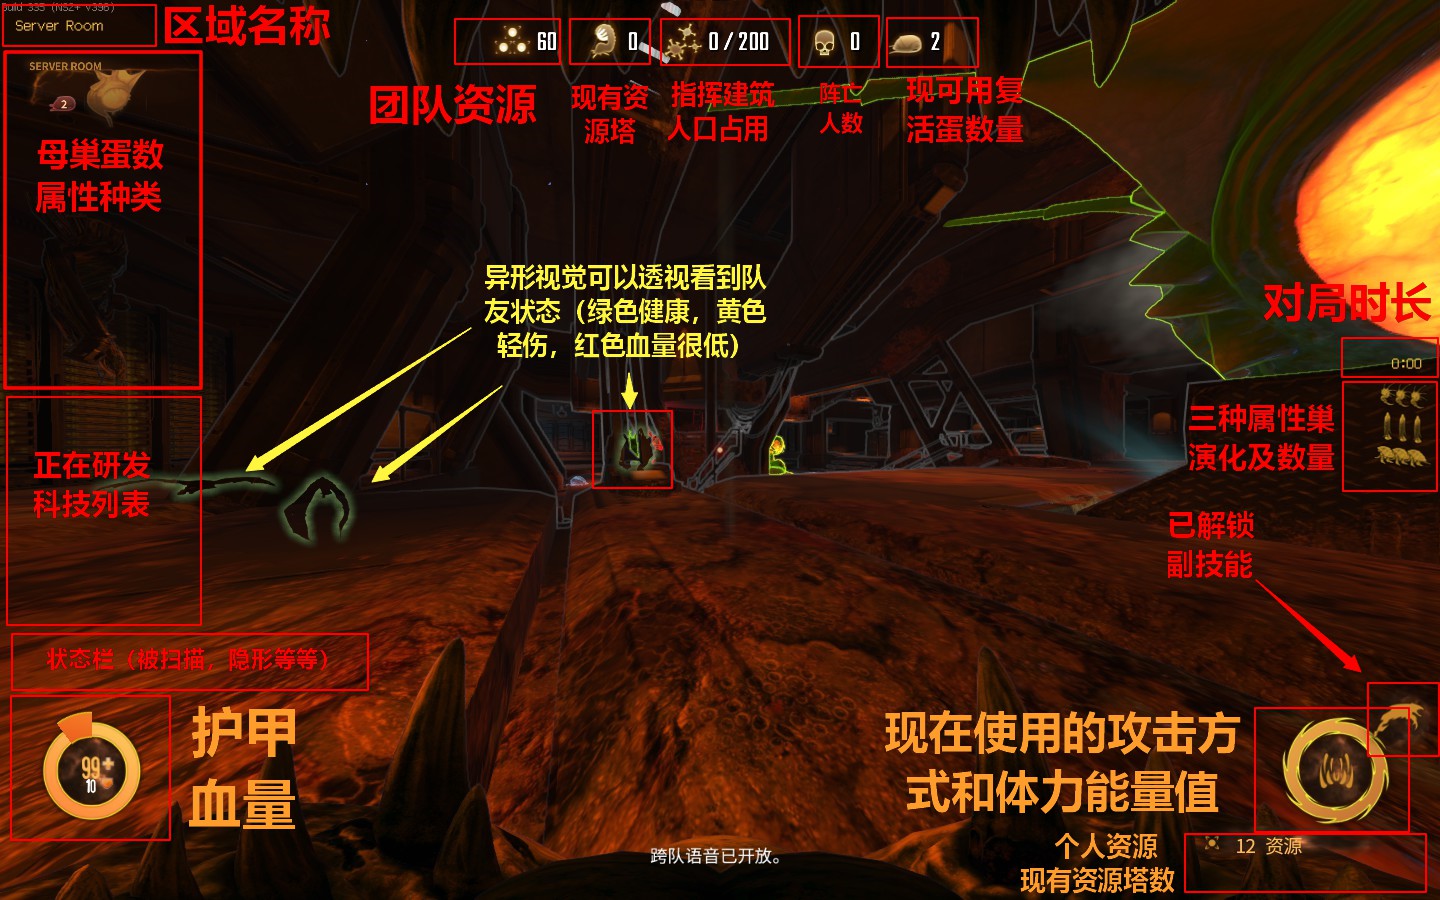 Build 335 (NS2+ v398)
Server Room
区域名称
60
0
0 / 200
0
2
团队资源
现有资
源塔
指挥建筑
人口占用
阵亡
人数
现可用复
活蛋数量
SERVER ROOM
2
母巢蛋数
属性种类
异形视觉可以透视看到队
友状态（绿色健康，黄色
轻伤，红色血量很低）
对局时长
0:00
三种属性巢
演化及数量
正在研发
科技列表
已解锁
副技能
状态栏（被扫描，隐形等等）
99
10
护甲
血量
现在使用的攻击方
式和体力能量值
个人资源
现有资源塔数
12 资源
跨队语音已开放。